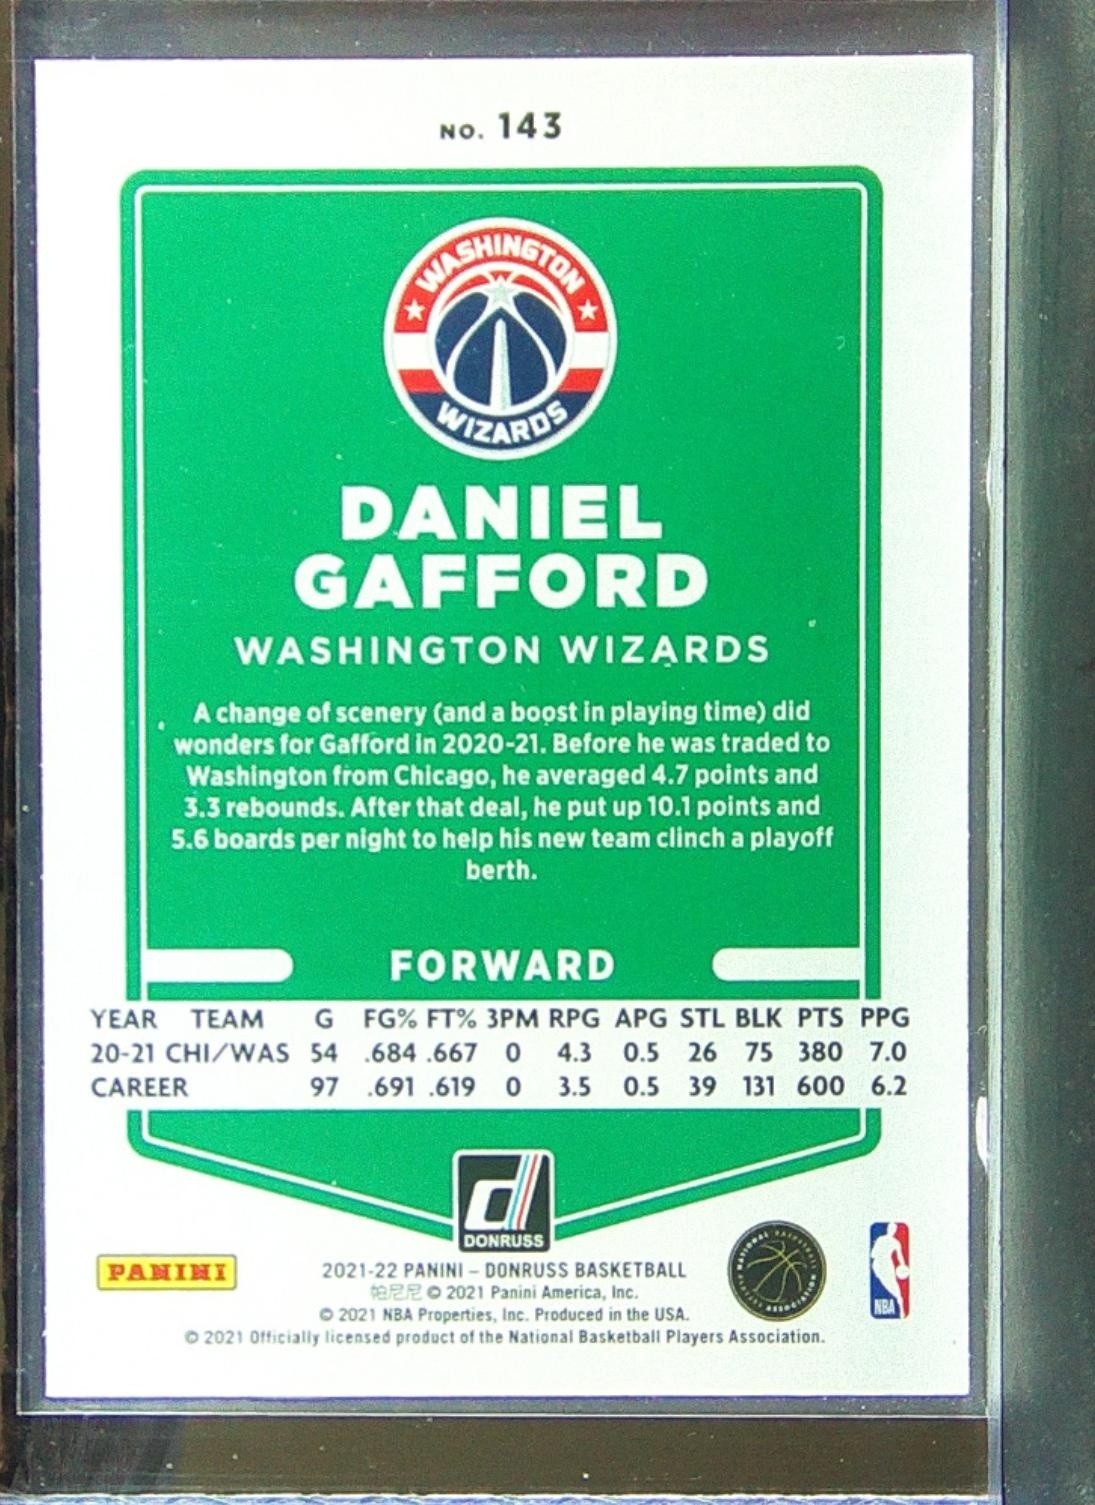 NO. 143
WASHINGTON
WIZARDS
DANIEL
GAFFORD
WASHINGTON WIZARDS
A change of scenery (and a boost in playing time) did
wonders for Gafford in 2020-21. Before he was traded to
Washington from Chicago, he averaged 4.7 points and
3.3 rebounds. After that deal, he put up 10.1 points and
5.6 boards per night to help his new team clinch a playoff
berth.
FORWARD
YEAR TEAM G FG% FT% 3PM RPG APG STL BLK PTS PPG
20-21 CHI/WAS 54 .684 .667 0 4.3 0.5 26 75 380 7.0
CAREER 97 .691 .619 0 3.5 0.5 39 131 600 6.2
d
DONRUSS
PANINI
2021-22 PANINI – DONRUSS BASKETBALL
帕尼尼 © 2021 Panini America, Inc.
© 2021 NBA Properties, Inc. Produced in the USA.
© 2021 Officially licensed product of the National Basketball Players Association.
NATIONAL BASKETBALL PLAYERS ASSOCIATION
NBA